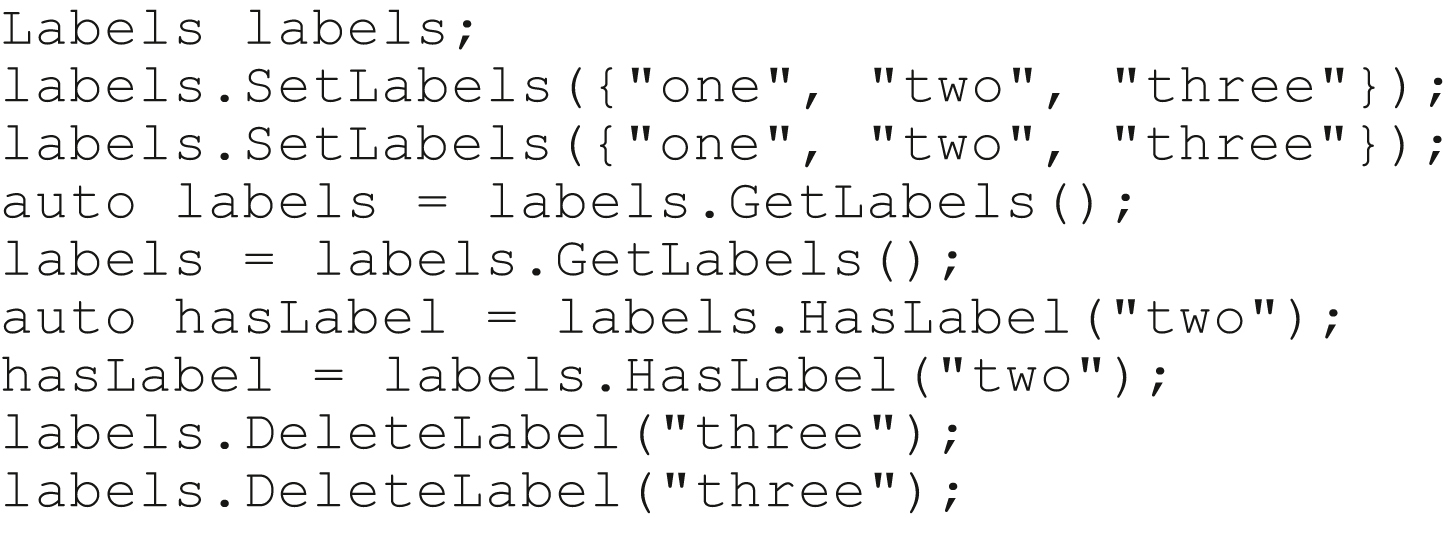 Labels labels;
labels.SetLabels({"one", "two", "three"});
labels.SetLabels({"one", "two", "three"});
auto labels = labels.GetLabels();
labels = labels.GetLabels();
auto hasLabel = labels.HasLabel("two");
hasLabel = labels.HasLabel("two");
labels.DeleteLabel("three");
labels.DeleteLabel("three");